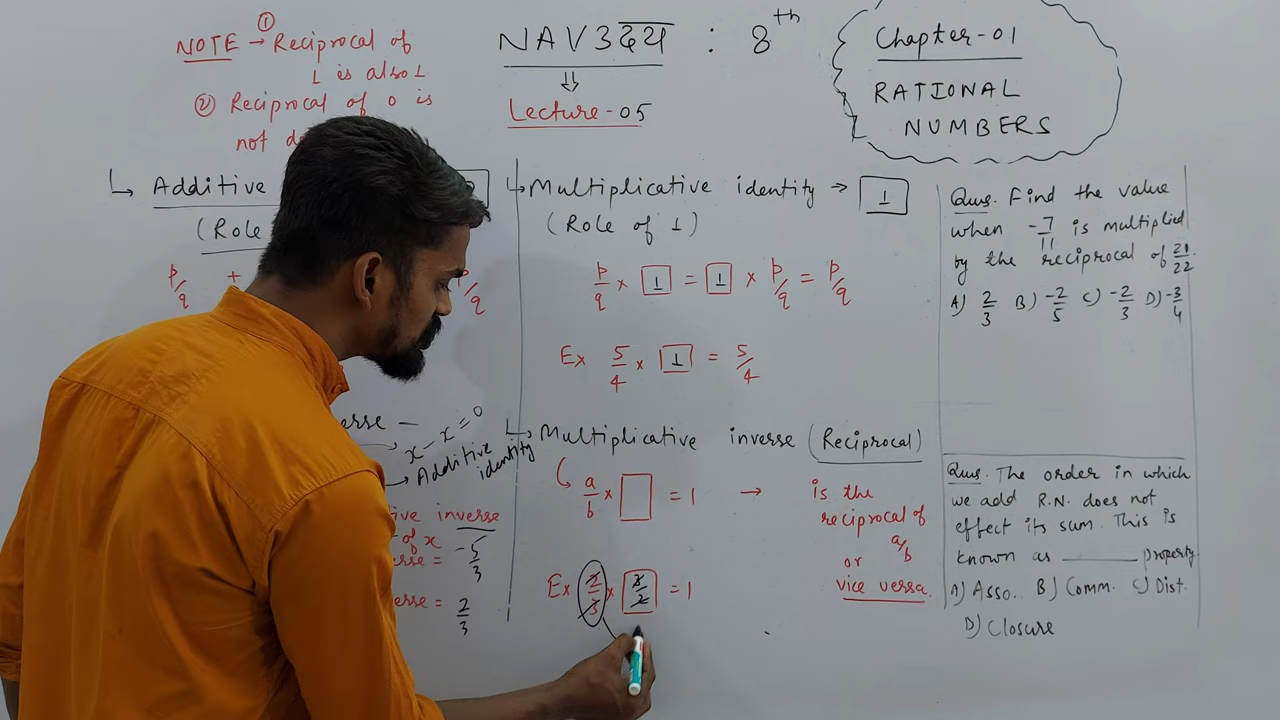 NOTE → ① Reciprocal of
1 is also 1
② Reciprocal of 0 is
not
NAV3 : 8th
⇓
Lecture-05
Chapter-01
RATIONAL
NUMBERS
↳ Additive
(Role
p/q +
/q
erse –
x - x = 0
→ Additive
identity
tive inverse
of x
erse = -5/3
erse = 2/3
↳ Multiplicative identity → 1
(Role of 1)
p/q × 1 = 1 × p/q = p/q
Ex 5/4 × 1 = 5/4
↳ Multiplicative inverse (Reciprocal)
a/b × □ = 1 → is the
reciprocal of
a/b
or
vice versa.
Ex 2/3 × 3/2 = 1
Ques. Find the value
when -7/11 is multiplied
by the reciprocal of 21/22.
A) 2/3 B) -2/5 C) -2/3 D) -3/4
Ques. The order in which
we add R.N. does not
effect its sum. This is
known as ______ property
A) Asso.. B) Comm. C) Dist.
D) Closure